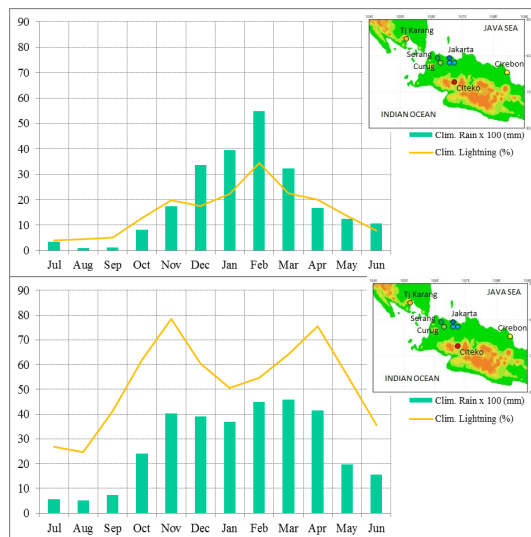 90
80
70
60
50
40
30
20
10
0
Jul Aug Sep Oct Nov Dec Jan Feb Mar Apr May Jun
Tj Karang
JAVA SEA
Serang
Jakarta
Curug
Cirebon
Citeko
INDIAN OCEAN
Clim. Rain x 100 (mm)
Clim. Lightning (%)
90
80
70
60
50
40
30
20
10
0
Jul Aug Sep Oct Nov Dec Jan Feb Mar Apr May Jun
Tj Karang
JAVA SEA
Serang
Jakarta
Curug
Cirebon
Citeko
INDIAN OCEAN
Clim. Rain x 100 (mm)
Clim. Lightning (%)